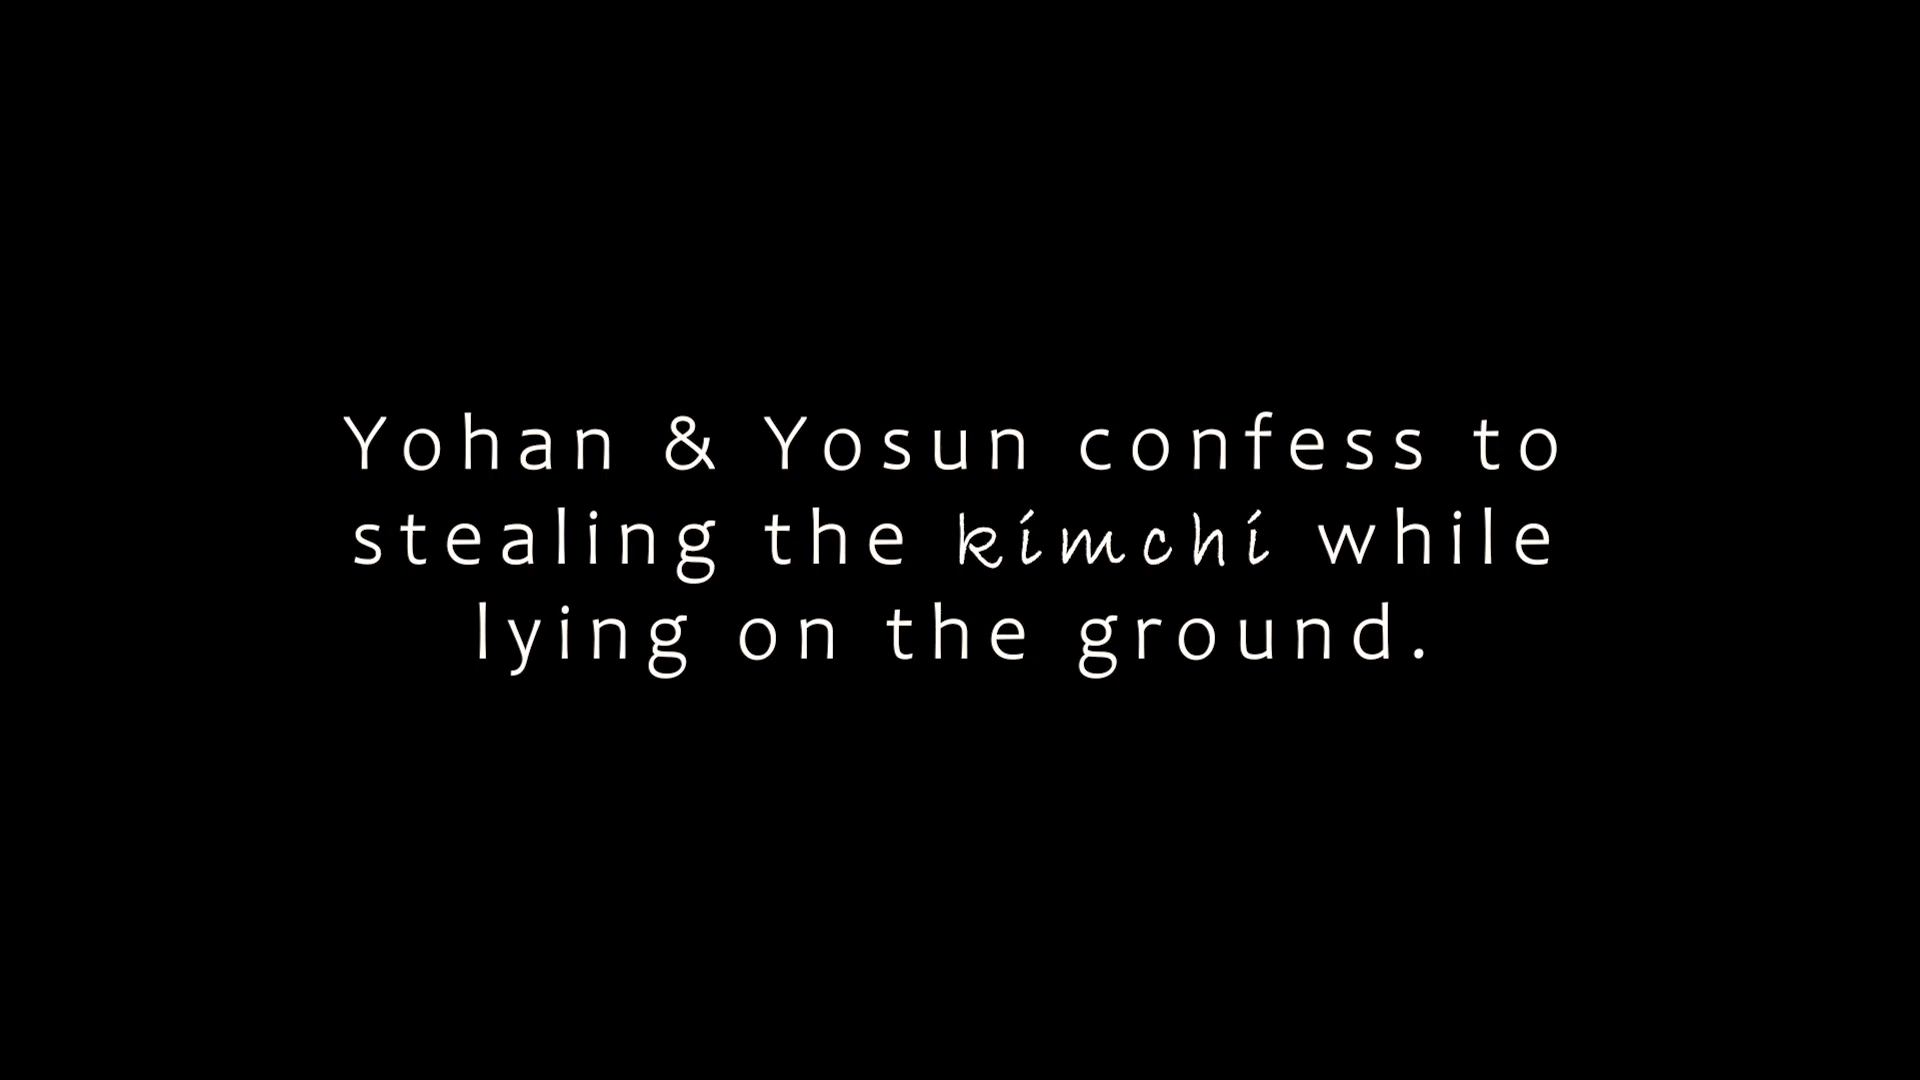 Yohan & Yosun confess to
stealing the kimchi while
lying on the ground.